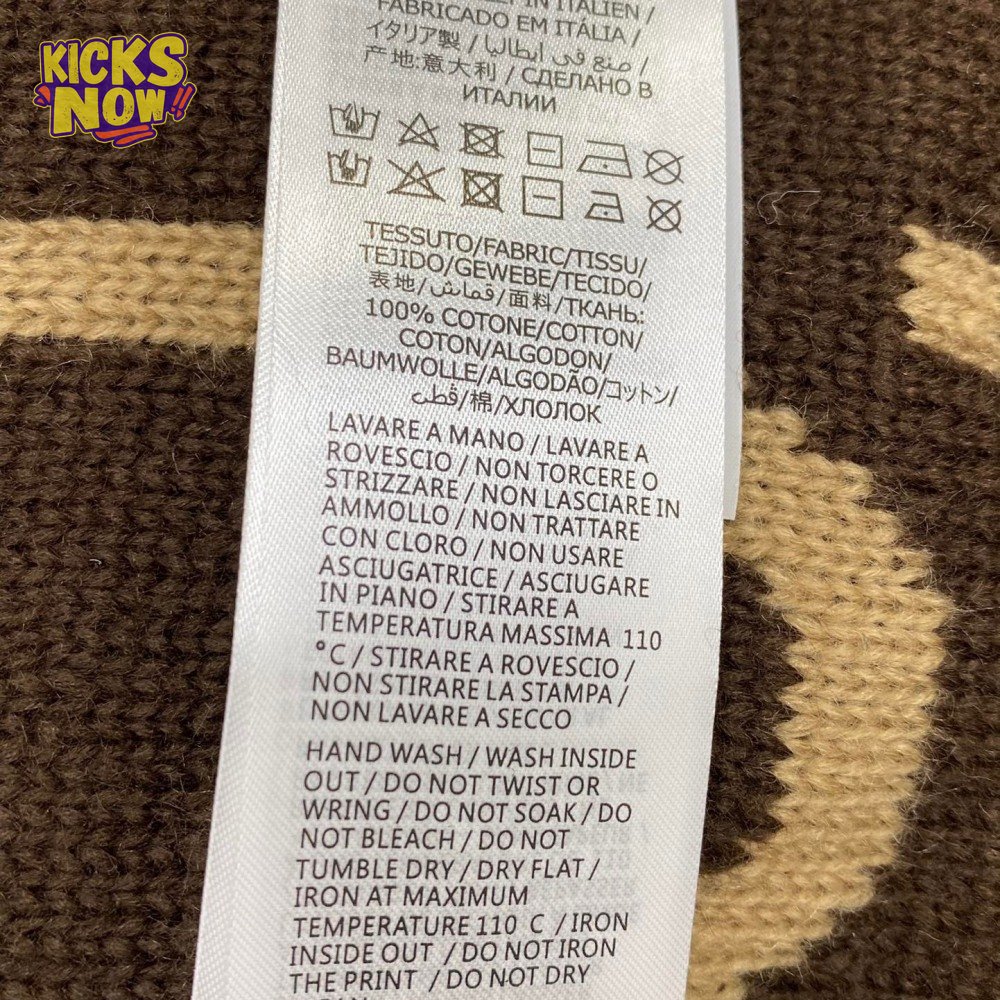 KICKS
NOW!!
IN ITALIEN /
FABRICADO EM ITÁLIA /
イタリア製 / صنع في ايطاليا /
产地:意大利 / СДЕЛАНО В
ИТАЛИИ
TESSUTO/FABRIC/TISSU/
TEJIDO/GEWEBE/TECIDO/
表地/قماش/面料/ТКАНЬ:
100% COTONE/COTTON/
COTON/ALGODON/
BAUMWOLLE/ALGODÃO/コットン/
قطن/棉/ХЛОПОК
LAVARE A MANO / LAVARE A
ROVESCIO / NON TORCERE O
STRIZZARE / NON LASCIARE IN
AMMOLLO / NON TRATTARE
CON CLORO / NON USARE
ASCIUGATRICE / ASCIUGARE
IN PIANO / STIRARE A
TEMPERATURA MASSIMA 110
°C / STIRARE A ROVESCIO /
NON STIRARE LA STAMPA /
NON LAVARE A SECCO
HAND WASH / WASH INSIDE
OUT / DO NOT TWIST OR
WRING / DO NOT SOAK / DO
NOT BLEACH / DO NOT
TUMBLE DRY / DRY FLAT /
IRON AT MAXIMUM
TEMPERATURE 110 C / IRON
INSIDE OUT / DO NOT IRON
THE PRINT / DO NOT DRY